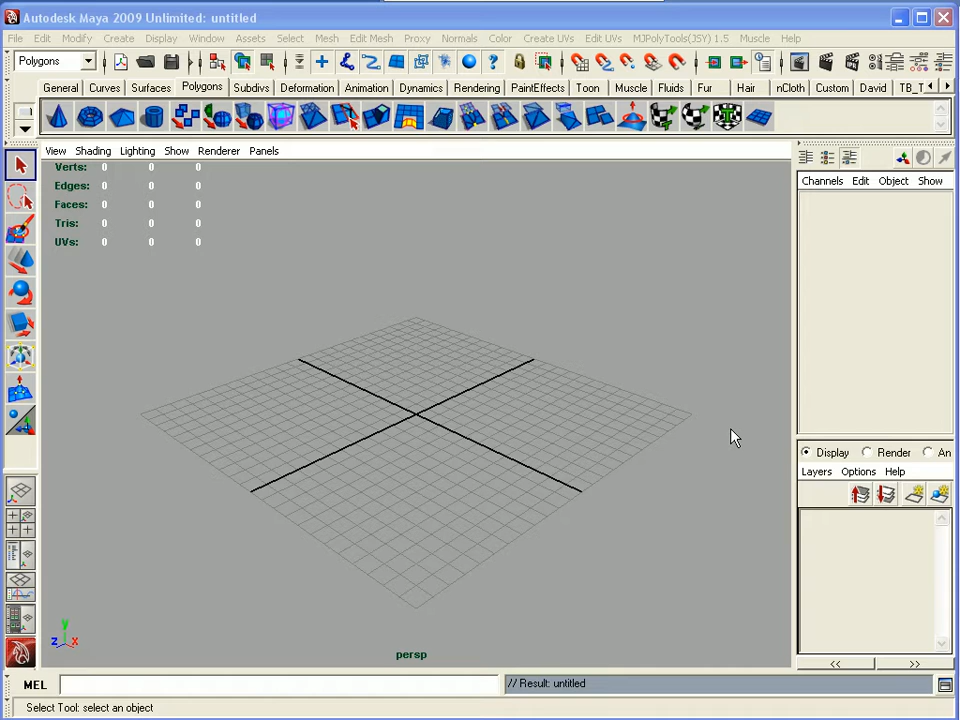 Autodesk Maya 2009 Unlimited: untitled
File Edit Modify Create Display Window Assets Select Mesh Edit Mesh Proxy Normals Color Create UVs Edit UVs MJPolyTools(JSY) 1.5 Muscle Help
Polygons
General Curves Surfaces Polygons Subdivs Deformation Animation Dynamics Rendering PaintEffects Toon Muscle Fluids Fur Hair nCloth Custom David TB_T
View Shading Lighting Show Renderer Panels
Verts: 0 0 0
Edges: 0 0 0
Faces: 0 0 0
Tris: 0 0 0
UVs: 0 0 0
Channels Edit Object Show
Display Render An
Layers Options Help
y
z x
persp
<< >>
MEL // Result: untitled
Select Tool: select an object